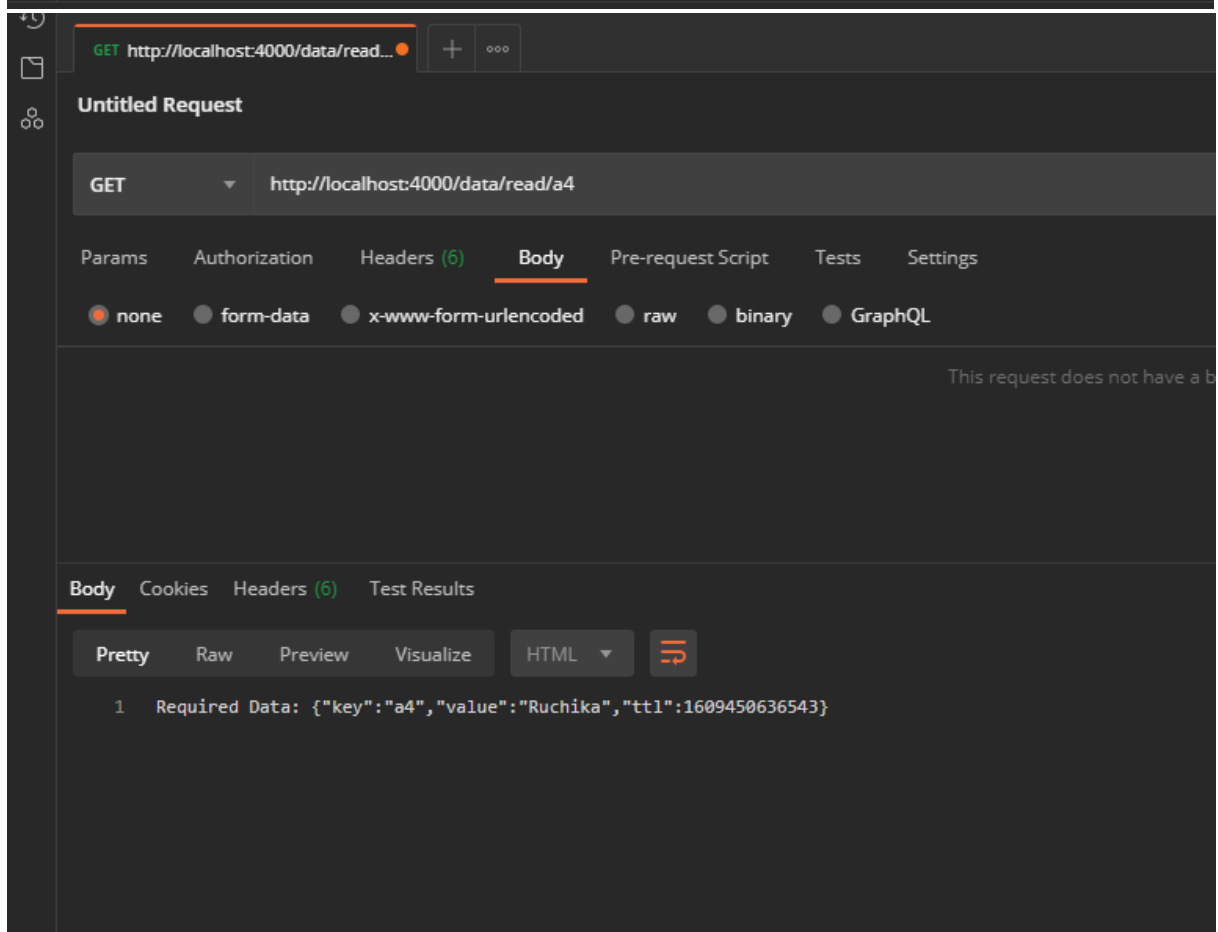 GET http://localhost:4000/data/read...
Untitled Request
GET http://localhost:4000/data/read/a4
Params Authorization Headers (6) Body Pre-request Script Tests Settings
none form-data x-www-form-urlencoded raw binary GraphQL
This request does not have a b
Body Cookies Headers (6) Test Results
Pretty Raw Preview Visualize HTML
1 Required Data: {"key":"a4","value":"Ruchika","ttl":1609450636543}